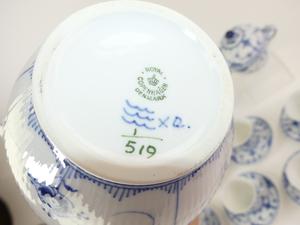 ROYAL
COPENHAGEN
DENMARK
1
519